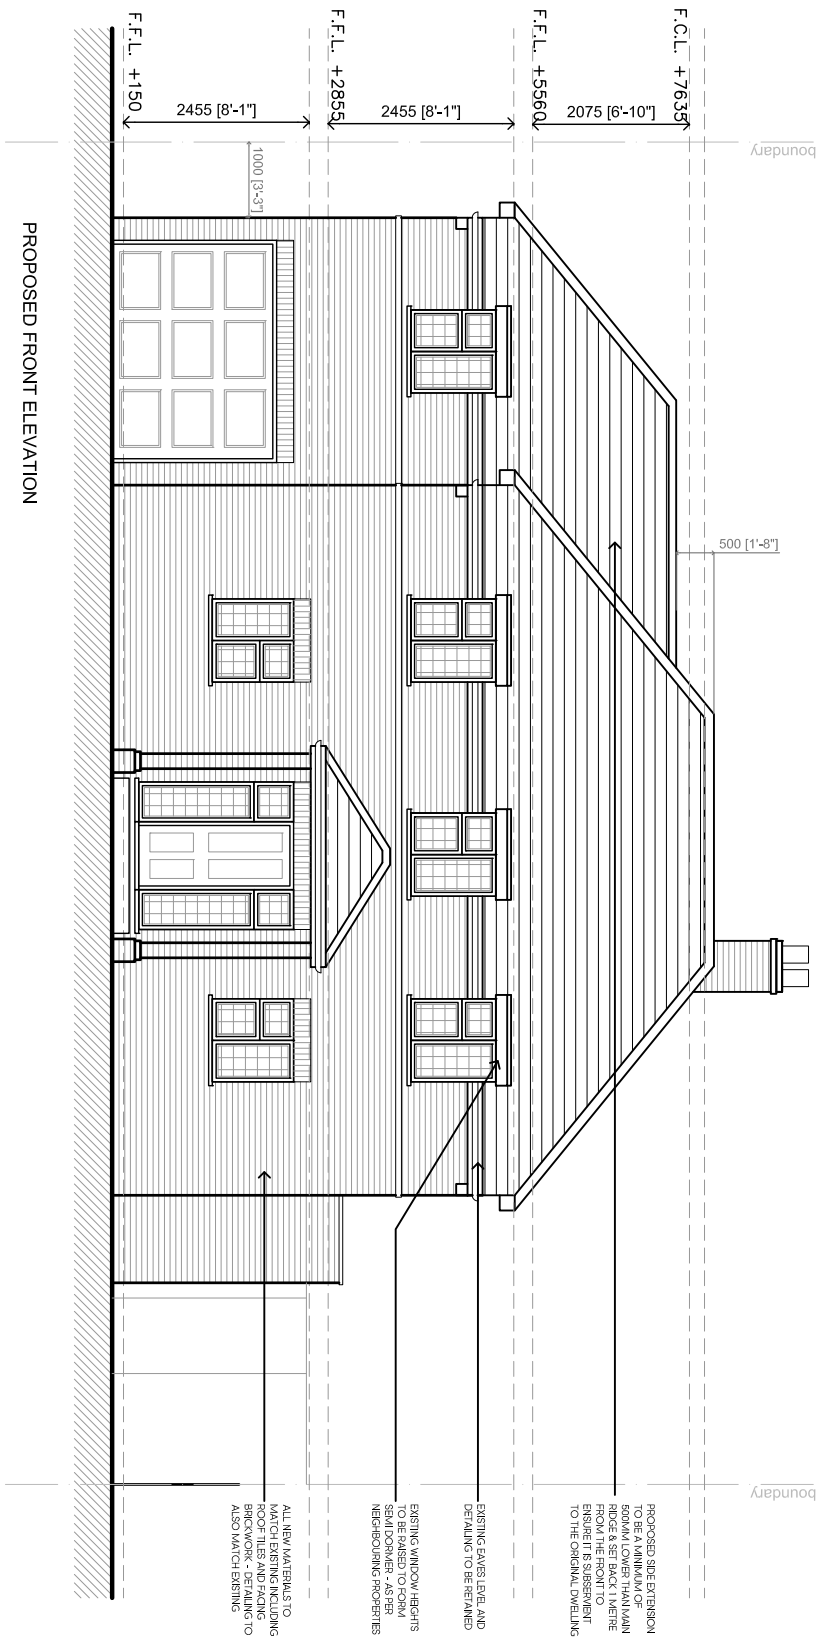 F.C.L. +7635
F.F.L. +5560
F.F.L. +2855
F.F.L. +150
2075 [6'-10"]
2455 [8'-1"]
2455 [8'-1"]
boundary
1000 [3'-3"]
500 [1'-8"]
boundary
PROPOSED SIDE EXTENSION
TO BE A MINIMUM OF
500MM LOWER THAN MAIN
RIDGE & SET BACK 1 METRE
FROM THE FRONT TO
ENSURE IT IS SUBSERVIENT
TO THE ORIGINAL DWELLING
EXISTING EAVES LEVEL AND
DETAILING TO BE RETAINED
EXISTING WINDOW HEIGHTS
TO BE RAISED TO FORM
SEMI DORMER - AS PER
NEIGHBOURING PROPERTIES
ALL NEW MATERIALS TO
MATCH EXISTING INCLUDING
ROOF TILES AND FACING
BRICKWORK - DETAILING TO
ALSO MATCH EXISTING
PROPOSED FRONT ELEVATION